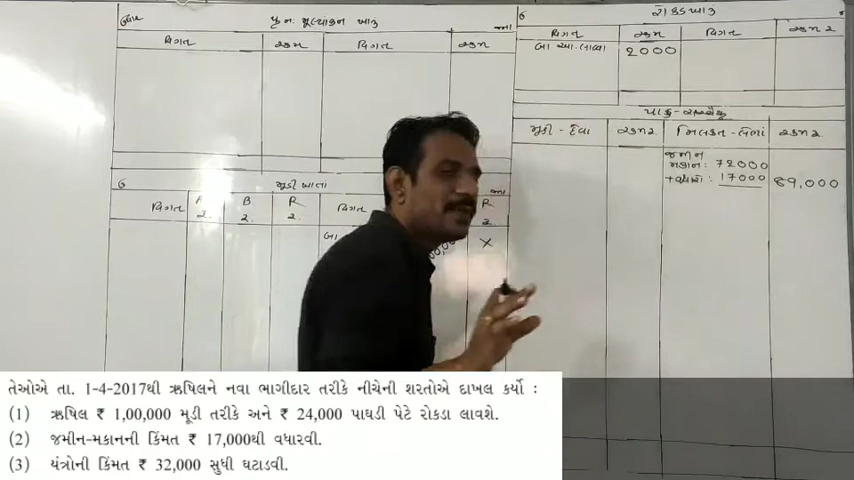 ઉધાર પુનઃ મૂલ્યાંકન ખાતુ જમા
વિગત રકમ વિગત રકમ
ઉ રોકડ ખાતુ
વિગત રકમ વિગત રકમ ર
બા આ. લાવ્યા 2000
પાકુ - સરવૈયુ
મૂડી - દેવા રકમ ર મિલકત - લેણાં રકમ ર
જમીન
મકાન : 72000
+ વધારો : 17000 89,000
ઉ મૂડી ખાતા જમા
વિગત A ર. B ર. R ર. વિગત R ર.
બા ×
તેઓએ તા. 1-4-2017થી ઋષિલને નવા ભાગીદાર તરીકે નીચેની શરતોએ દાખલ કર્યો :
(1) ઋષિલ ₹ 1,00,000 મૂડી તરીકે અને ₹ 24,000 પાઘડી પેટે રોકડા લાવશે.
(2) જમીન-મકાનની કિંમત ₹ 17,000થી વધારવી.
(3) યંત્રોની કિંમત ₹ 32,000 સુધી ઘટાડવી.